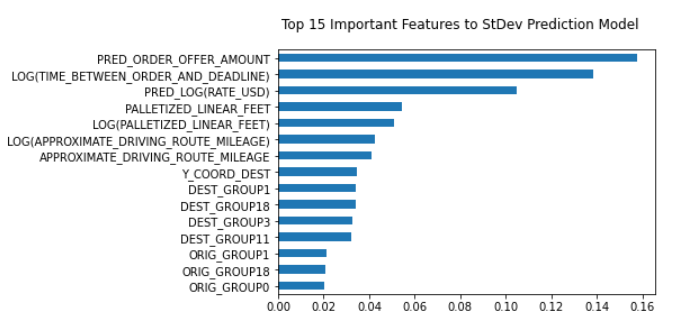 Top 15 Important Features to StDev Prediction Model
PRED_ORDER_OFFER_AMOUNT
LOG(TIME_BETWEEN_ORDER_AND_DEADLINE)
PRED_LOG(RATE_USD)
PALLETIZED_LINEAR_FEET
LOG(PALLETIZED_LINEAR_FEET)
LOG(APPROXIMATE_DRIVING_ROUTE_MILEAGE)
APPROXIMATE_DRIVING_ROUTE_MILEAGE
Y_COORD_DEST
DEST_GROUP1
DEST_GROUP18
DEST_GROUP3
DEST_GROUP11
ORIG_GROUP1
ORIG_GROUP18
ORIG_GROUP0
0.00 0.02 0.04 0.06 0.08 0.10 0.12 0.14 0.16